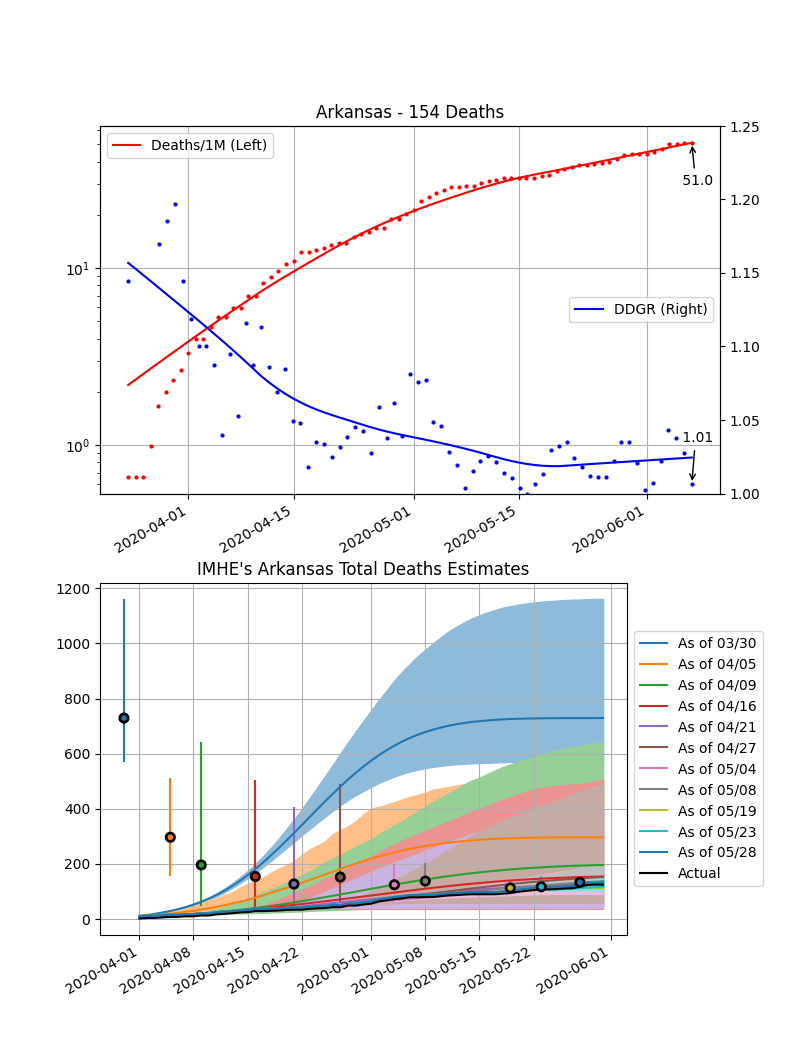 Arkansas - 154 Deaths
Deaths/1M (Left)
DDGR (Right)
51.0
1.01
10^1
10^0
1.25
1.20
1.15
1.10
1.05
1.00
2020-04-01
2020-04-15
2020-05-01
2020-05-15
2020-06-01
IMHE's Arkansas Total Deaths Estimates
1200
1000
800
600
400
200
0
2020-04-01
2020-04-08
2020-04-15
2020-04-22
2020-05-01
2020-05-08
2020-05-15
2020-05-22
2020-06-01
As of 03/30
As of 04/05
As of 04/09
As of 04/16
As of 04/21
As of 04/27
As of 05/04
As of 05/08
As of 05/19
As of 05/23
As of 05/28
Actual